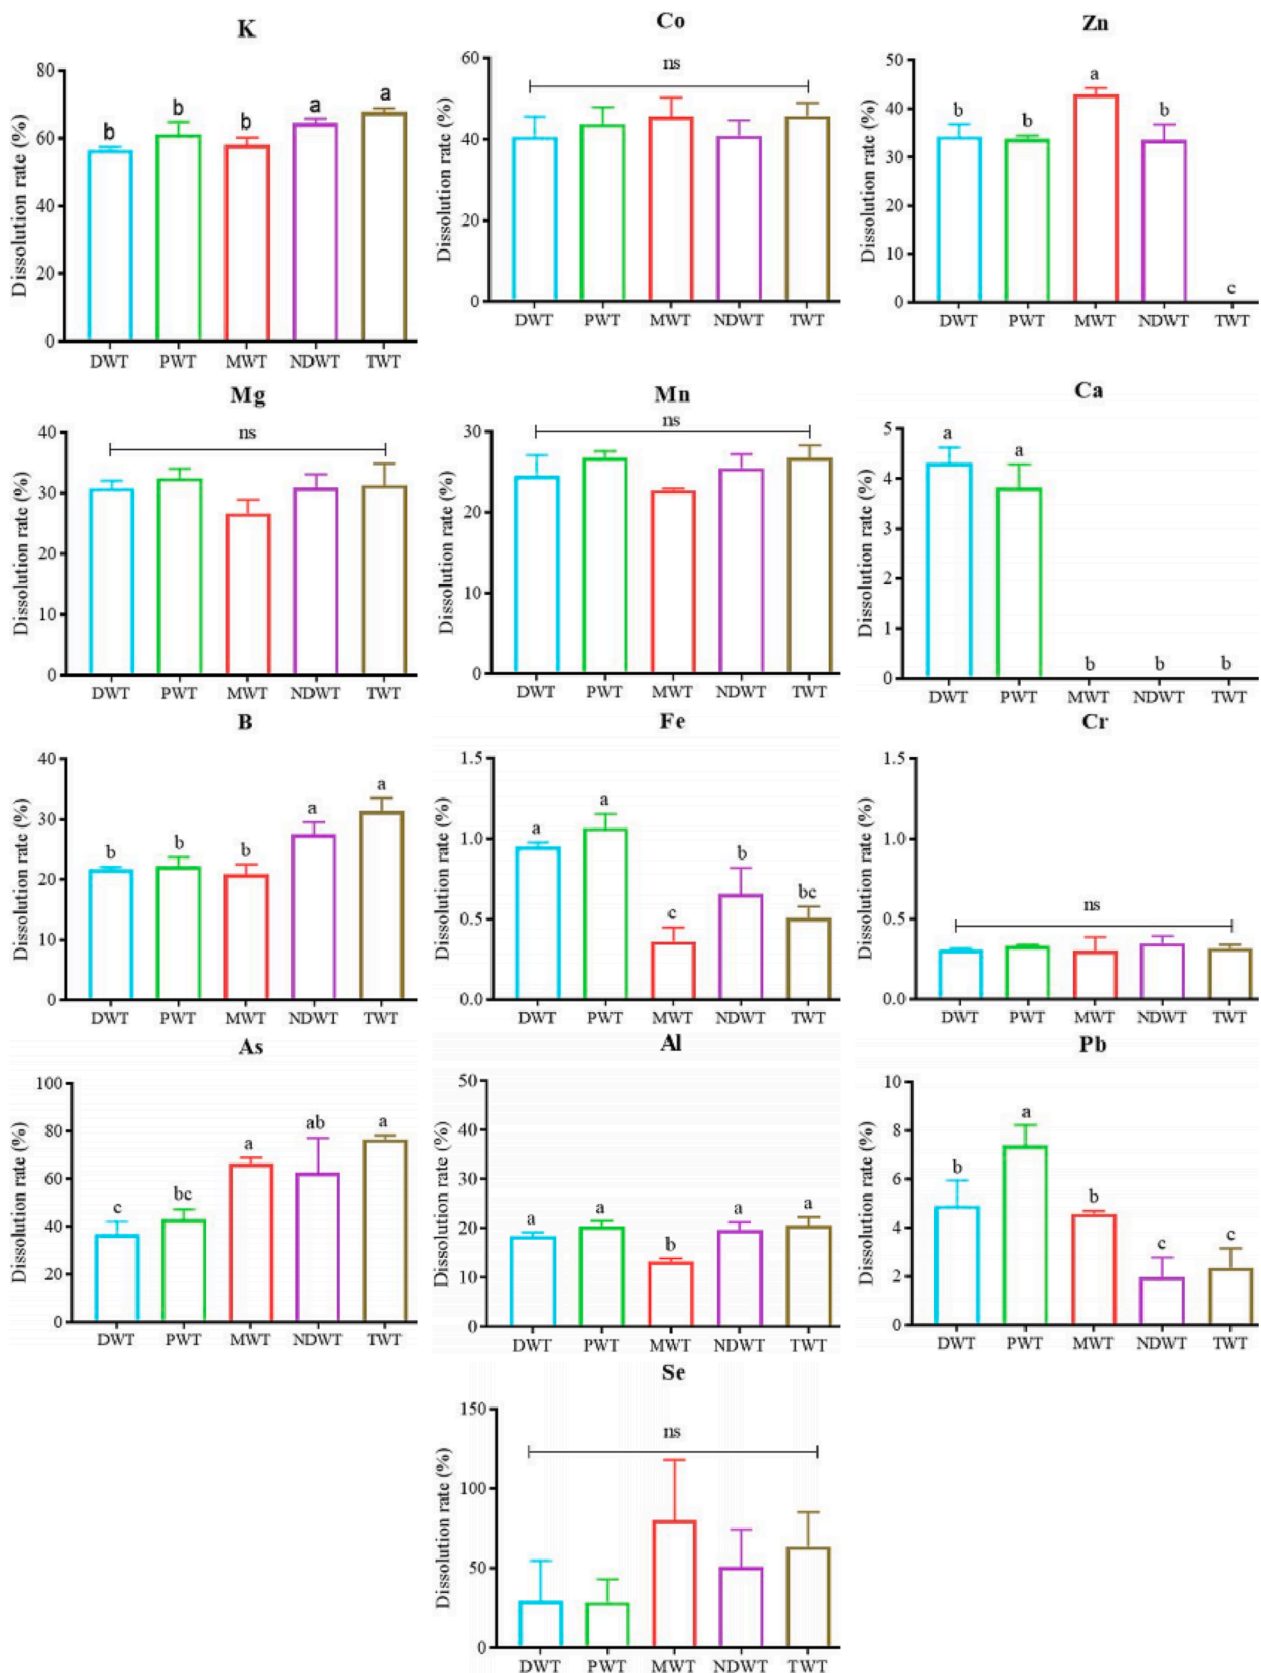 K
Dissolution rate (%)
80
60
40
20
0
b
b
b
a
a
DWT PWT MWT NDWT TWT
Co
Dissolution rate (%)
60
40
20
0
ns
DWT PWT MWT NDWT TWT
Zn
Dissolution rate (%)
50
40
30
20
10
0
b
b
a
b
c
DWT PWT MWT NDWT TWT
Mg
Dissolution rate (%)
40
30
20
10
0
ns
DWT PWT MWT NDWT TWT
Mn
Dissolution rate (%)
30
20
10
0
ns
DWT PWT MWT NDWT TWT
Ca
Dissolution rate (%)
5
4
3
2
1
0
a
a
b
b
b
DWT PWT MWT NDWT TWT
B
Dissolution rate (%)
40
30
20
10
0
b
b
b
a
a
DWT PWT MWT NDWT TWT
Fe
Dissolution rate (%)
1.5
1.0
0.5
0.0
a
a
c
b
bc
DWT PWT MWT NDWT TWT
Cr
Dissolution rate (%)
1.5
1.0
0.5
0.0
ns
DWT PWT MWT NDWT TWT
As
Dissolution rate (%)
100
80
60
40
20
0
c
bc
a
ab
a
DWT PWT MWT NDWT TWT
Al
Dissolution rate (%)
50
40
30
20
10
0
a
a
b
a
a
DWT PWT MWT NDWT TWT
Pb
Dissolution rate (%)
10
8
6
4
2
0
b
a
b
c
c
DWT PWT MWT NDWT TWT
Se
Dissolution rate (%)
150
100
50
0
ns
DWT PWT MWT NDWT TWT